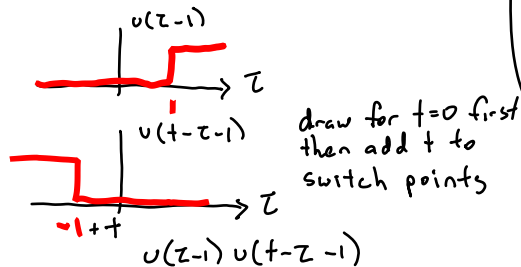 u(τ-1)
τ
1
u(t-τ-1)
draw for t=0 first
then add t to
switch points
τ
-1+t
u(τ-1) u(t-τ-1)